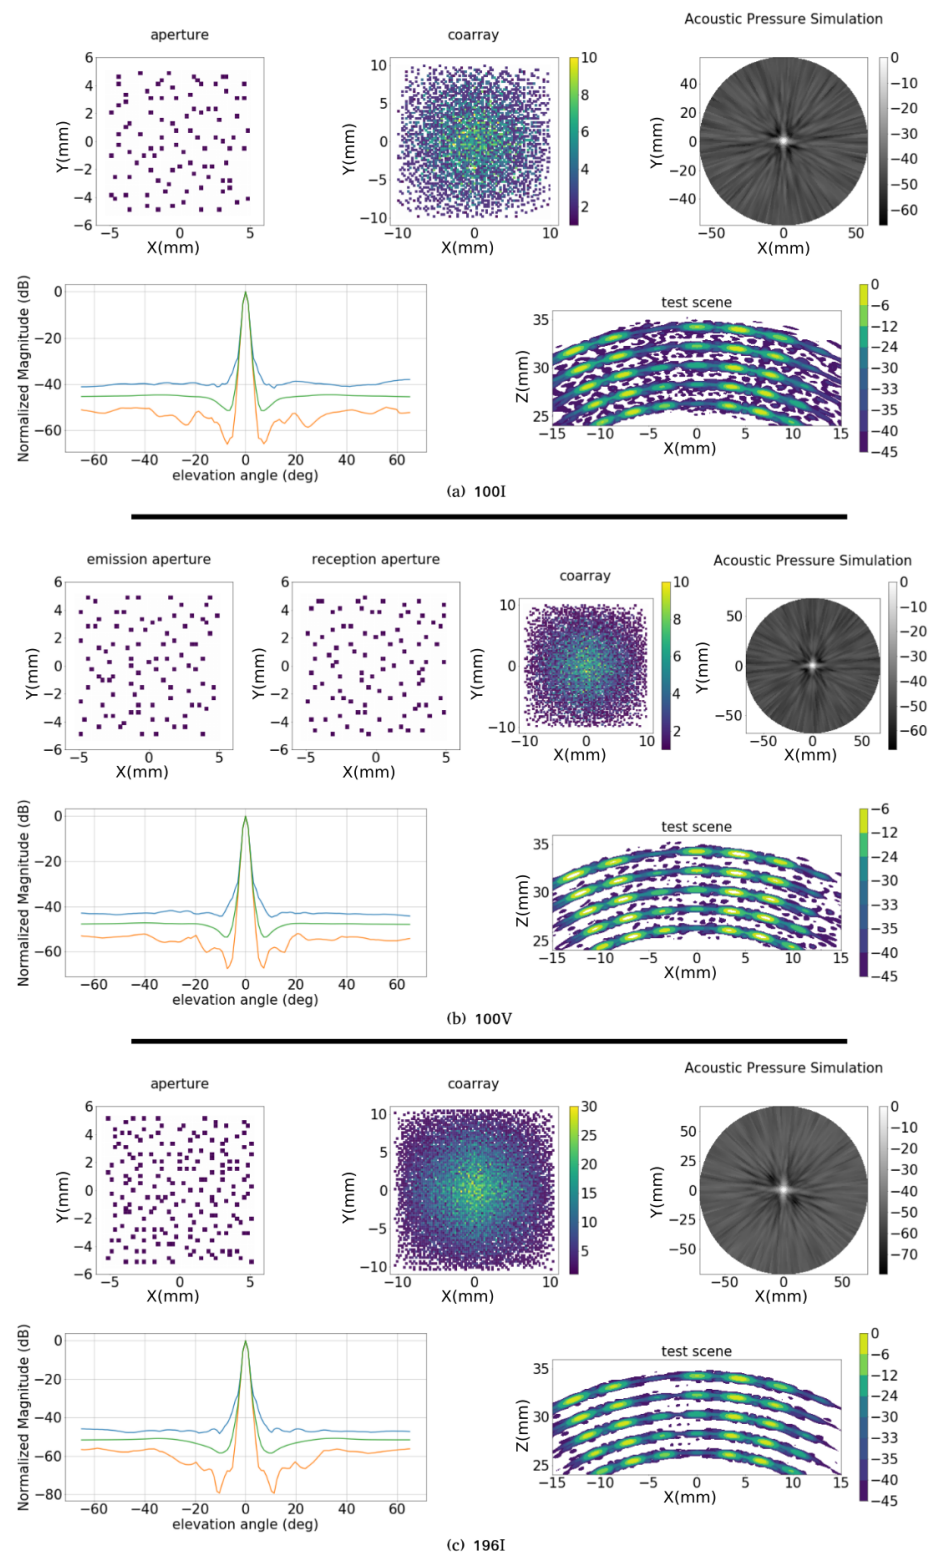 aperture
coarray
Acoustic Pressure Simulation
6
4
2
0
−2
−4
−6
Y(mm)
−5 0 5
X(mm)
10
5
0
−5
−10
Y(mm)
−10 0 10
X(mm)
10
8
6
4
2
40
20
0
−20
−40
Y(mm)
−50 0 50
X(mm)
0
−10
−20
−30
−40
−50
−60
0
−20
−40
−60
Normalized Magnitude (dB)
−60 −40 −20 0 20 40 60
elevation angle (deg)
test scene
35
30
25
Z(mm)
−15 −10 −5 0 5 10 15
X(mm)
0
−6
−12
−24
−30
−33
−35
−40
−45
(a) 100I
emission aperture
reception aperture
coarray
Acoustic Pressure Simulation
6
4
2
0
−2
−4
−6
Y(mm)
−5 0 5
X(mm)
6
4
2
0
−2
−4
−6
Y(mm)
−5 0 5
X(mm)
10
0
−10
Y(mm)
−10 0 10
X(mm)
10
8
6
4
2
50
0
−50
Y(mm)
−50 0 50
X(mm)
0
−10
−20
−30
−40
−50
−60
0
−20
−40
−60
Normalized Magnitude (dB)
−60 −40 −20 0 20 40 60
elevation angle (deg)
test scene
35
30
25
Z(mm)
−15 −10 −5 0 5 10 15
X(mm)
−6
−12
−24
−30
−33
−35
−40
−45
(b) 100V
aperture
coarray
Acoustic Pressure Simulation
6
4
2
0
−2
−4
−6
Y(mm)
−5 0 5
X(mm)
10
5
0
−5
−10
Y(mm)
−10 0 10
X(mm)
30
25
20
15
10
5
50
25
0
−25
−50
Y(mm)
−50 0 50
X(mm)
0
−10
−20
−30
−40
−50
−60
−70
0
−20
−40
−60
−80
Normalized Magnitude (dB)
−60 −40 −20 0 20 40 60
elevation angle (deg)
test scene
35
30
25
Z(mm)
−15 −10 −5 0 5 10 15
X(mm)
0
−6
−12
−24
−30
−33
−35
−40
−45
(c) 196I